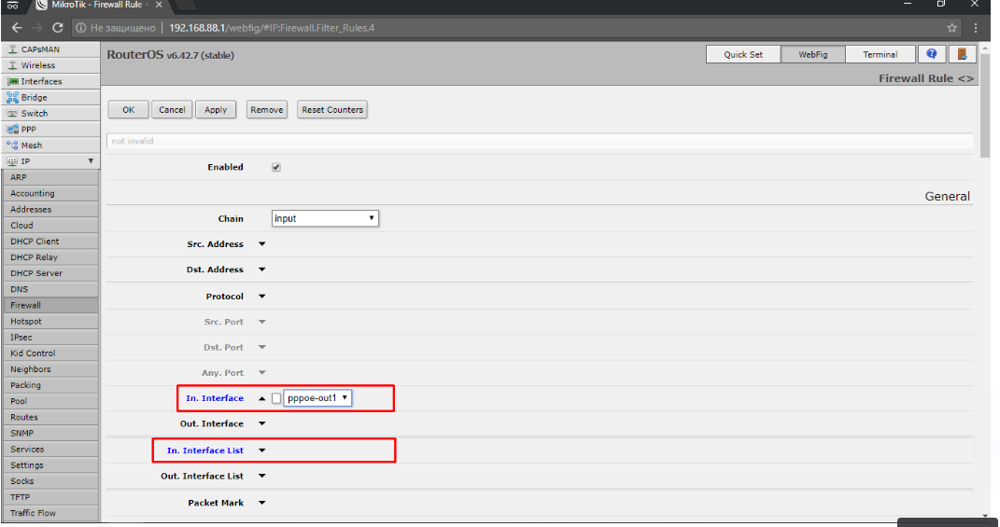 MikroTik - Firewall Rule -
Не защищено | 192.168.88.1/webfig/#IP:Firewall.Filter_Rules.4
CAPsMAN
Wireless
Interfaces
Bridge
Switch
PPP
Mesh
IP
ARP
Accounting
Addresses
Cloud
DHCP Client
DHCP Relay
DHCP Server
DNS
Firewall
Hotspot
IPsec
Kid Control
Neighbors
Packing
Pool
Routes
SNMP
Services
Settings
Socks
TFTP
Traffic Flow
RouterOS v6.42.7 (stable)
Quick Set WebFig Terminal
Firewall Rule <>
OK Cancel Apply Remove Reset Counters
not invalid
Enabled
General
Chain input
Src. Address
Dst. Address
Protocol
Src. Port
Dst. Port
Any. Port
In. Interface pppoe-out1
Out. Interface
In. Interface List
Out. Interface List
Packet Mark